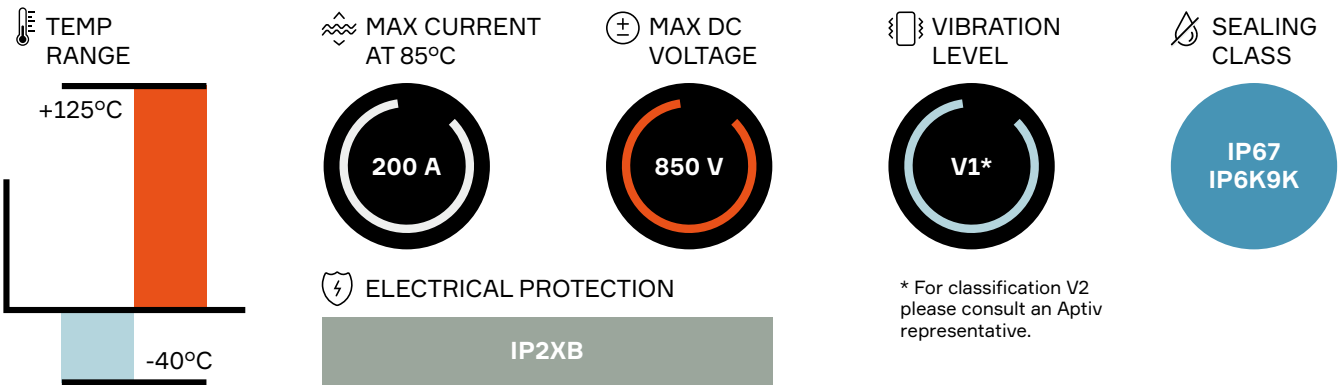 TEMP
RANGE
+125°C
-40°C
MAX CURRENT
AT 85°C
200 A
MAX DC
VOLTAGE
850 V
VIBRATION
LEVEL
V1*
SEALING
CLASS
IP67
IP6K9K
ELECTRICAL PROTECTION
IP2XB
* For classification V2
please consult an Aptiv
representative.